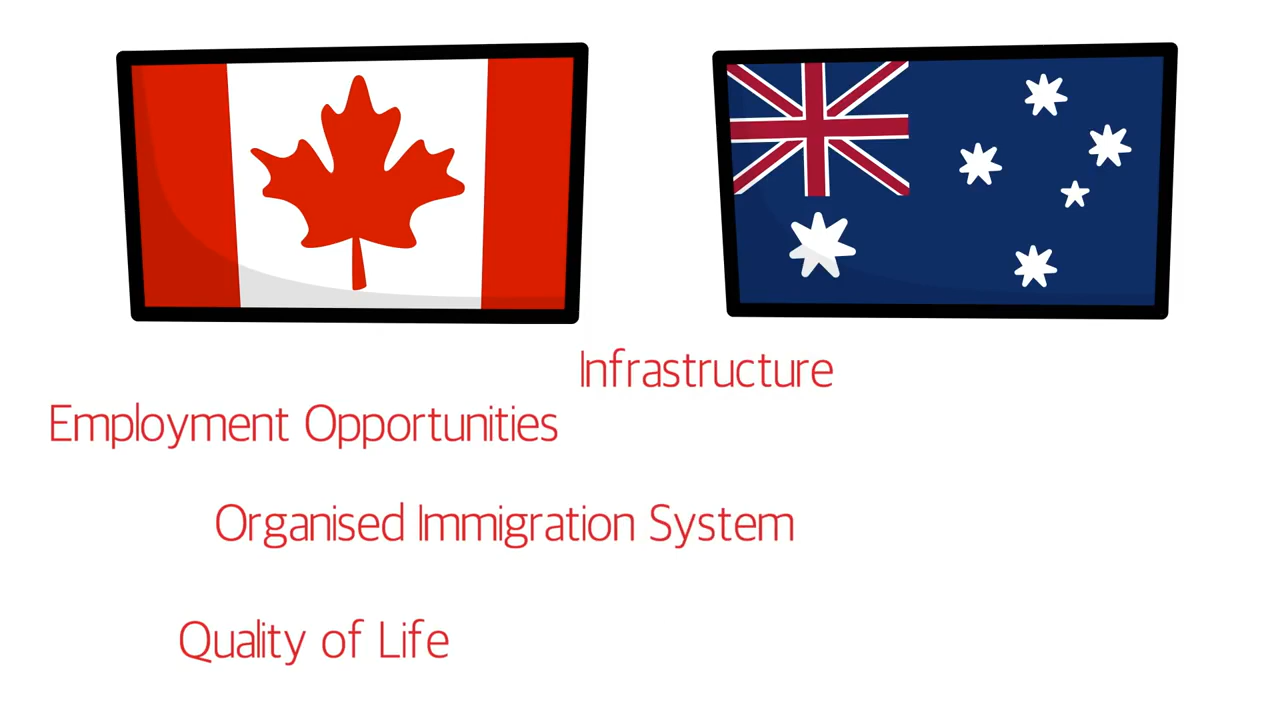 Infrastructure
Employment Opportunities
Organised Immigration System
Quality of Life